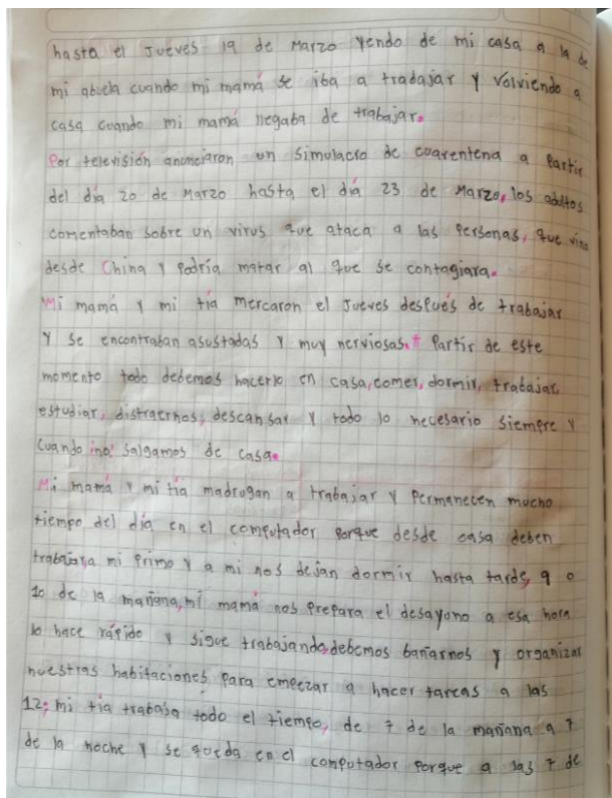 hasta el Jueves 19 de Marzo yendo de mi casa a la de
mi abuela cuando mi mamá se iba a tradajar y volviendo a
casa cuando mi mamá llegaba de trabajar.
Por televisión anunciaron un simulacro de cuarentena a Partir
del día 20 de Marzo hasta el día 23 de Marzo, los adultos
comentaban sobre un virus que ataca a las Personas, que vino
desde China y Podría matar al que se contagiara.
Mi mamá y mi tía mercaron el Jueves después de trabajar
y se encontraban asustadas y muy nerviosas. Partir de este
momento todo debemos hacerlo en casa, comer, dormir, trabajar,
estudiar, distraernos, descansar y todo lo necesario siempre y
cuando ¡no! salgamos de casa.
Mi mamá y mi tía madrugan a trabajar y Permanecen mucho
tiempo del día en el computador Porque desde casa deben
trabajar, a mi Primo y a mi nos dejan dormir hasta tarde, 9 o
10 de la mañana, mi mamá nos Prepara el desayuno a esa hora
lo hace rápido y sigue trabajando, debemos bañarnos y organizar
nuestras habitaciones Para emeezar a hacer tareas a las
12; mi tía trabaja todo el tiempo, de 7 de la mañana a 7
de la noche y se queda en el computador Porque a las 7 de